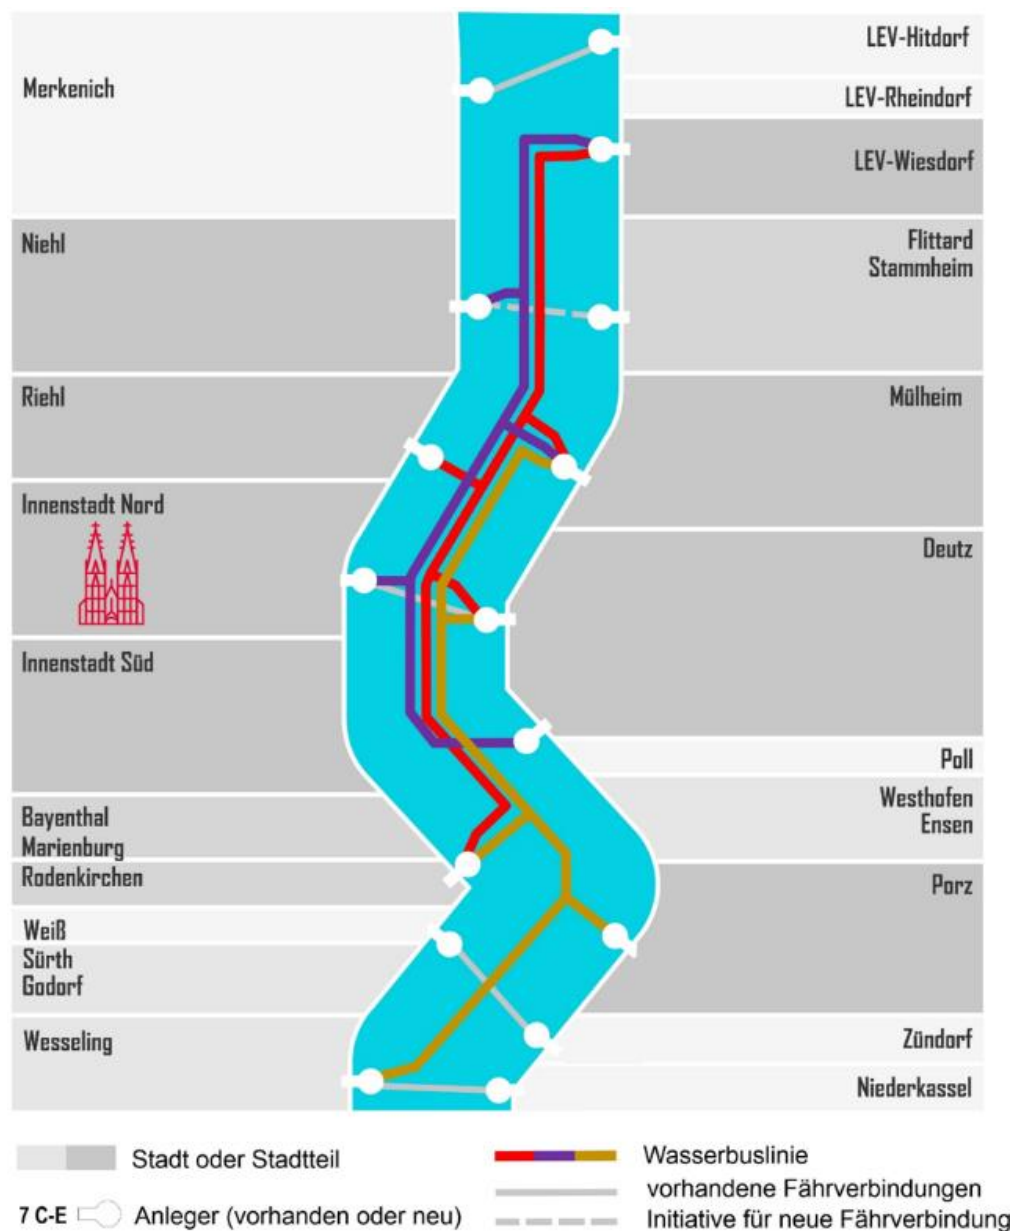 Merkenich
Niehl
Riehl
Innenstadt Nord
Innenstadt Süd
Bayenthal
Marienburg
Rodenkirchen
Weiß
Sürth
Godorf
Wesseling
LEV-Hitdorf
LEV-Rheindorf
LEV-Wiesdorf
Flittard
Stammheim
Mülheim
Deutz
Poll
Westhofen
Ensen
Porz
Zündorf
Niederkassel
Stadt oder Stadtteil
7 C-E Anleger (vorhanden oder neu)
Wasserbuslinie
vorhandene Fährverbindungen
Initiative für neue Fährverbindung